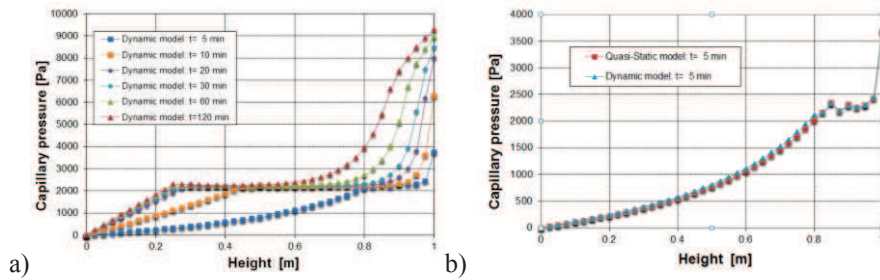 10000
9000
8000
7000
6000
5000
4000
3000
2000
1000
0
Capillary pressure [Pa]
Dynamic model: t= 5 min
Dynamic model: t= 10 min
Dynamic model: t= 20 min
Dynamic model: t= 30 min
Dynamic model: t= 60 min
Dynamic model: t=120 min
0 0.2 0.4 0.6 0.8 1
Height [m]
a)
4000
3500
3000
2500
2000
1500
1000
500
0
Capillary pressure [Pa]
Quasi-Static model: t= 5 min
Dynamic model: t= 5 min
0 0.2 0.4 0.6 0.8 1
Height [m]
b)